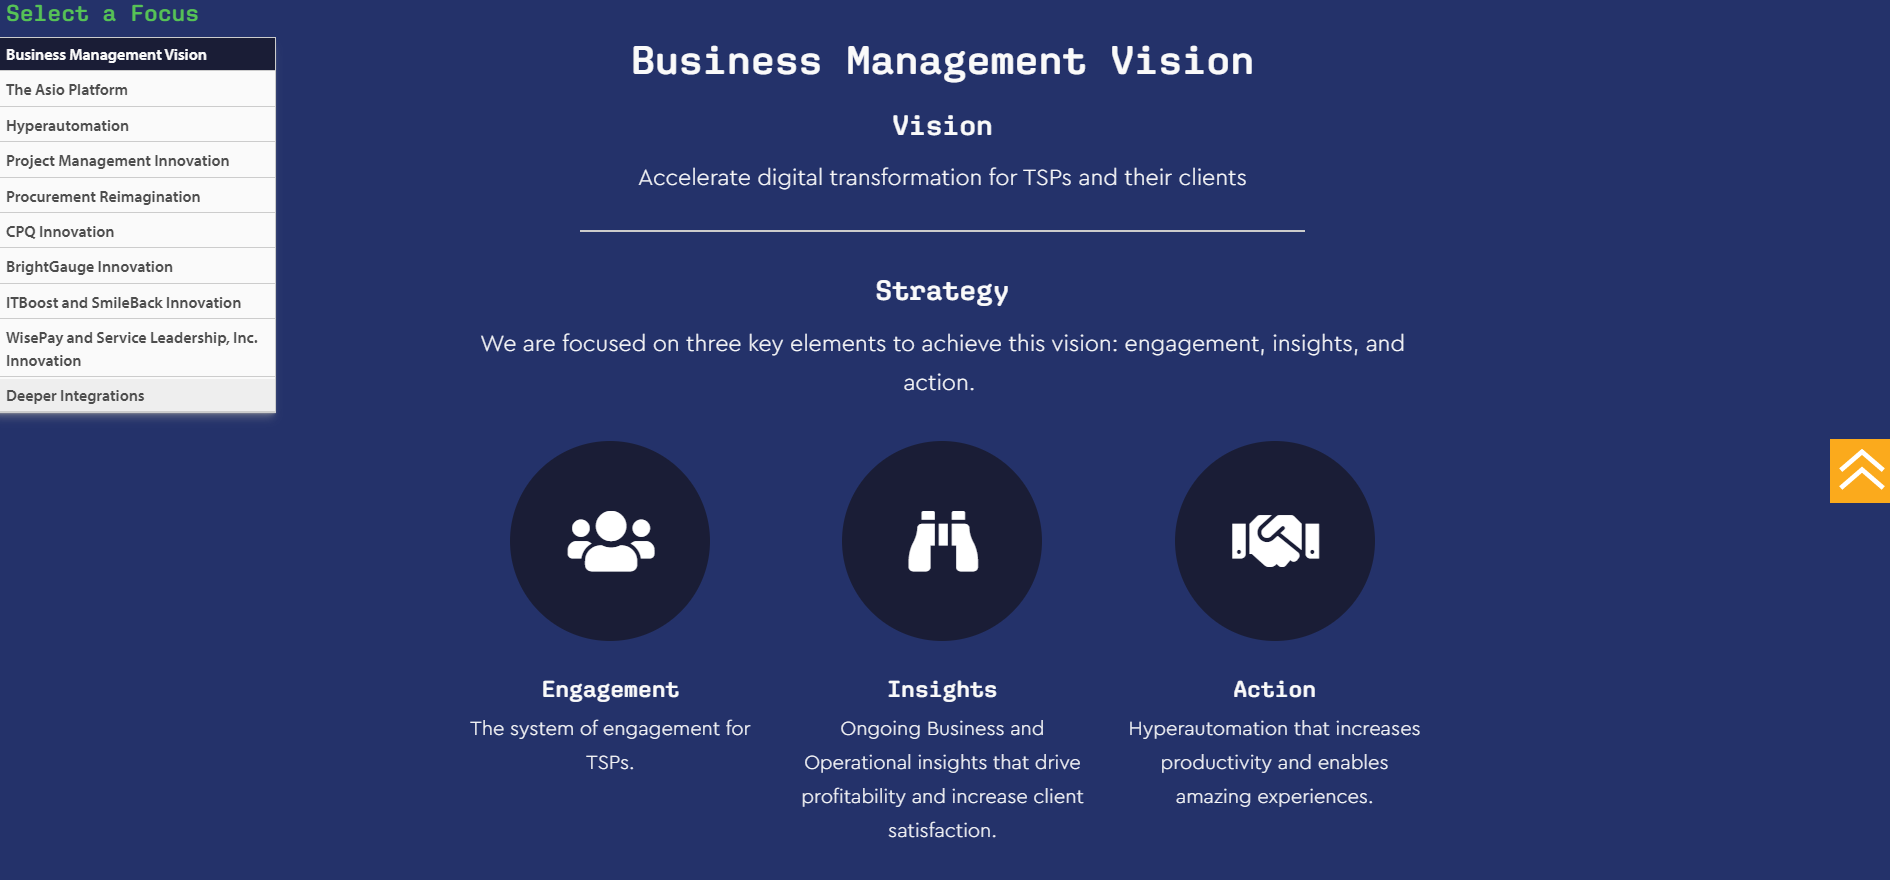 Select a Focus
Business Management Vision
The Asio Platform
Hyperautomation
Project Management Innovation
Procurement Reimagination
CPQ Innovation
BrightGauge Innovation
ITBoost and SmileBack Innovation
WisePay and Service Leadership, Inc.
Innovation
Deeper Integrations
Business Management Vision
Vision
Accelerate digital transformation for TSPs and their clients
Strategy
We are focused on three key elements to achieve this vision: engagement, insights, and
action.
Engagement
The system of engagement for
TSPs.
Insights
Ongoing Business and
Operational insights that drive
profitability and increase client
satisfaction.
Action
Hyperautomation that increases
productivity and enables
amazing experiences.